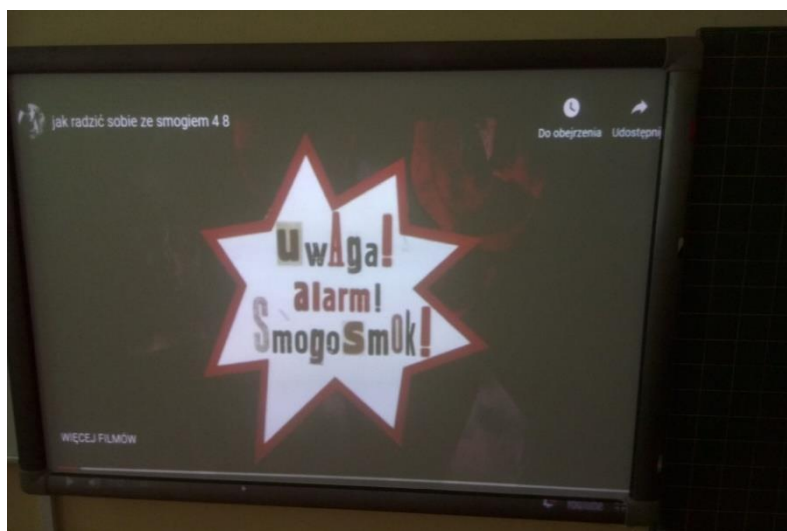 jak radzić sobie ze smogiem 4 8
Do obejrzenia
Udostępnij
uwAga!
alarm!
SmogoSmOk!
WIĘCEJ FILMÓW